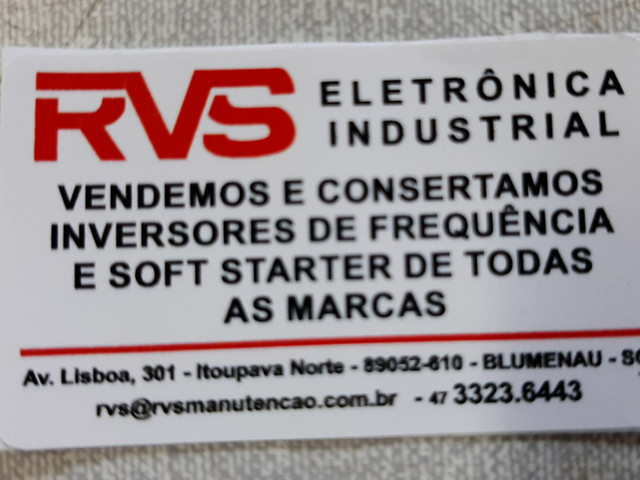 RVS ELETRÔNICA
INDUSTRIAL
VENDEMOS E CONSERTAMOS
INVERSORES DE FREQUÊNCIA
E SOFT STARTER DE TODAS
AS MARCAS
Av. Lisboa, 301 - Itoupava Norte - 89052-610 - BLUMENAU - SC
rvs@rvsmanutencao.com.br - 47 3323.6443